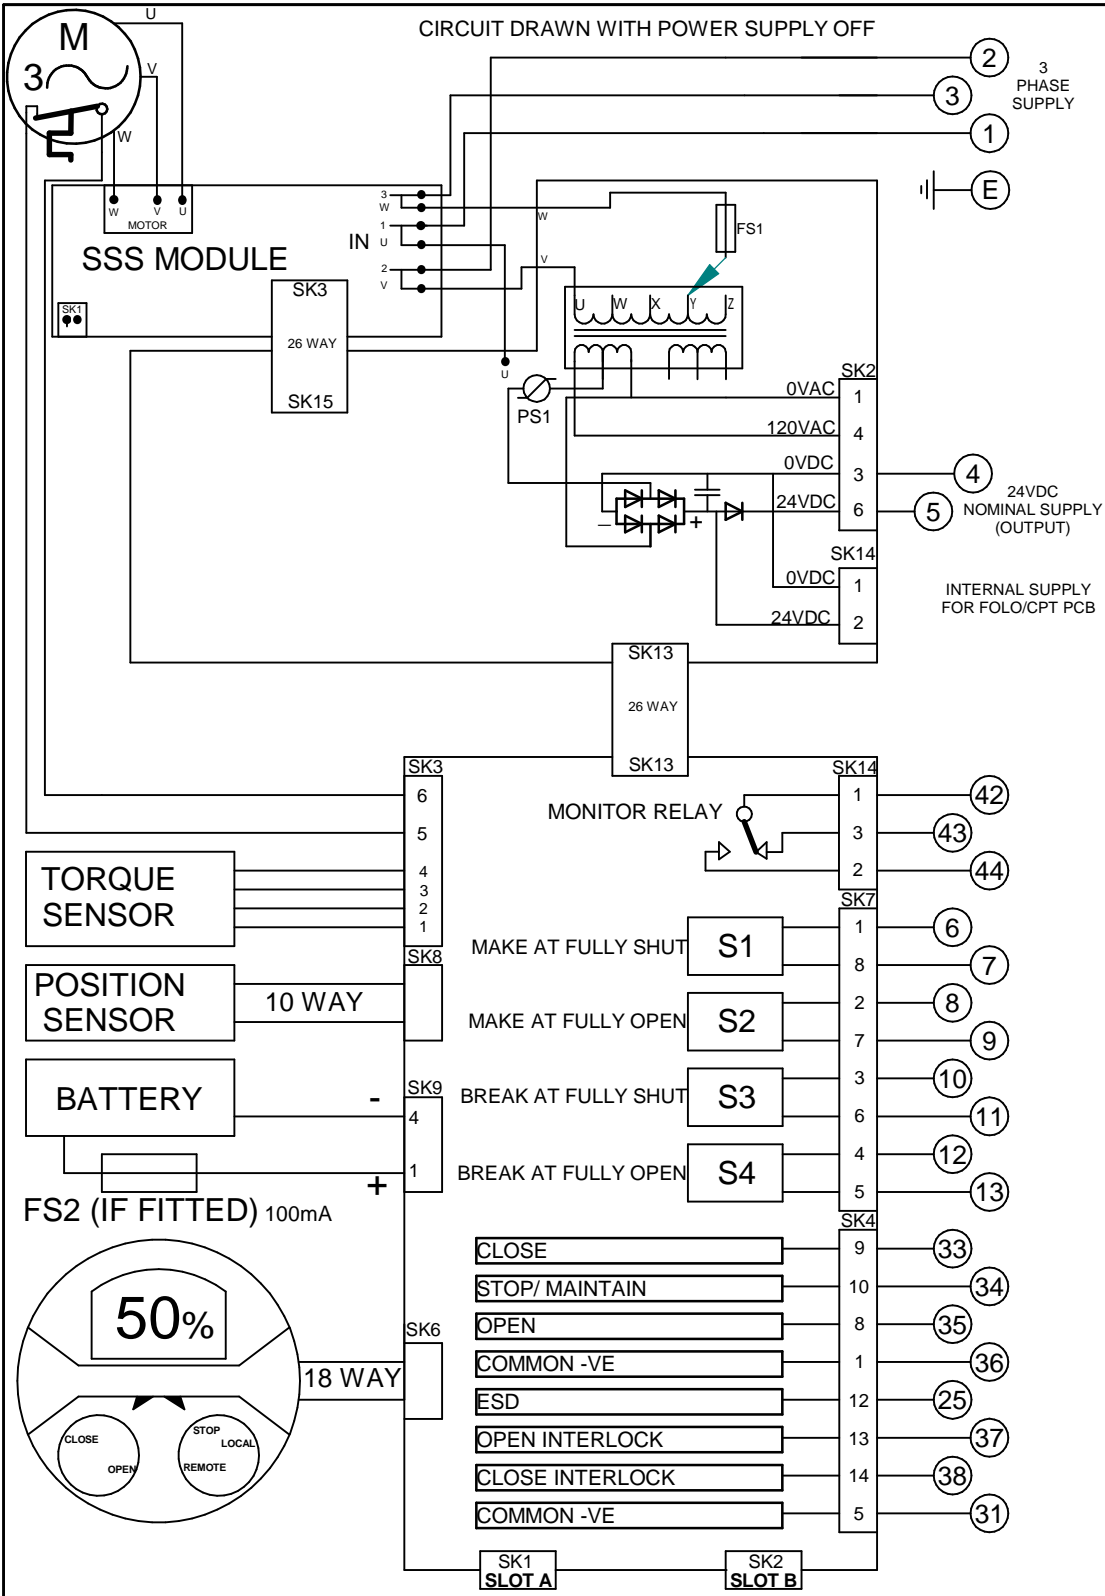 CIRCUIT DRAWN WITH POWER SUPPLY OFF
M
3
U
V
W
2
3
1
E
3
PHASE
SUPPLY
W V U
MOTOR
SSS MODULE
IN
3
W
1
U
2
V
W
V
U
FS1
SK1
SK3
26 WAY
SK15
U W X Y Z
PS1
SK2
0VAC 1
120VAC 4
0VDC 3 4
24VDC 6 5
24VDC
NOMINAL SUPPLY
(OUTPUT)
— +
SK14
0VDC 1
24VDC 2
INTERNAL SUPPLY
FOR FOLO/CPT PCB
SK13
26 WAY
SK13
SK3
6
5
4
3
2
1
TORQUE
SENSOR
SK8
POSITION
SENSOR
10 WAY
SK9
BATTERY
- 4
+ 1
FS2 (IF FITTED) 100mA
50%
CLOSE
OPEN
STOP
LOCAL
REMOTE
SK6
18 WAY
MONITOR RELAY
SK14
1 42
3 43
2 44
SK7
MAKE AT FULLY SHUT S1
1 6
8 7
MAKE AT FULLY OPEN S2
2 8
7 9
BREAK AT FULLY SHUT S3
3 10
6 11
BREAK AT FULLY OPEN S4
4 12
5 13
SK4
CLOSE 9 33
STOP/ MAINTAIN 10 34
OPEN 8 35
COMMON -VE 1 36
ESD 12 25
OPEN INTERLOCK 13 37
CLOSE INTERLOCK 14 38
COMMON -VE 5 31
SK1
SLOT A
SK2
SLOT B